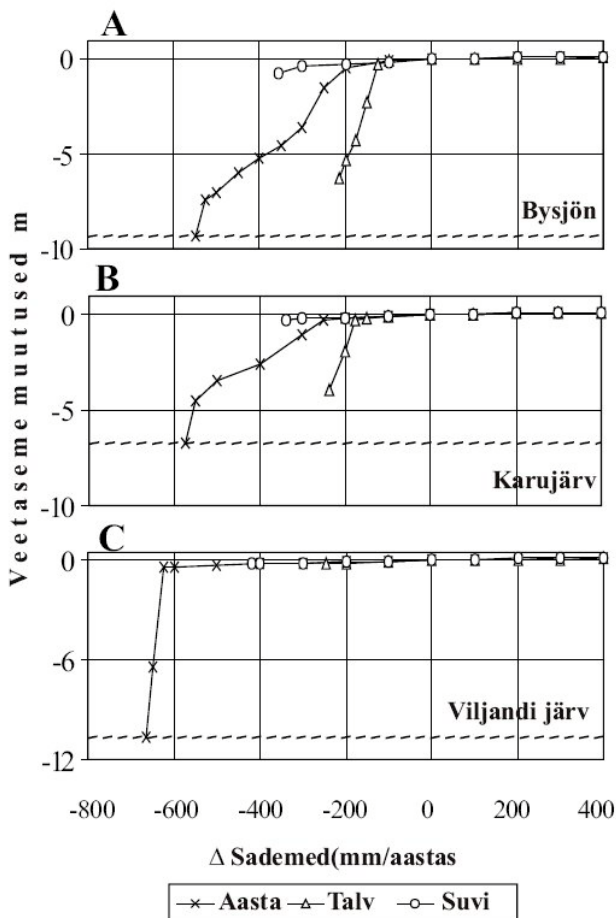 A
0
-5
-10
Bysjön
B
0
-5
-10
Karujärv
C
0
-6
-12
Viljandi järv
Veetaseme muutused m
-800 -600 -400 -200 0 200 400
Δ Sademed(mm/aastas
Aasta Talv Suvi